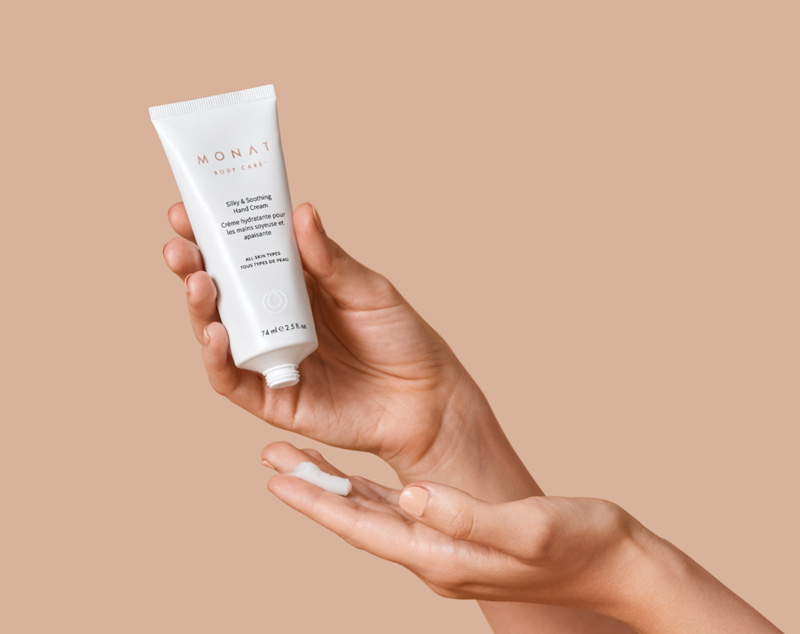 MONAT
BODY CARE™
Silky & Soothing
Hand Cream
Crème hydratante pour
les mains soyeuse et
apaisante
ALL SKIN TYPES
TOUS TYPES DE PEAU
74 ml ℮ 2.5 fl. oz